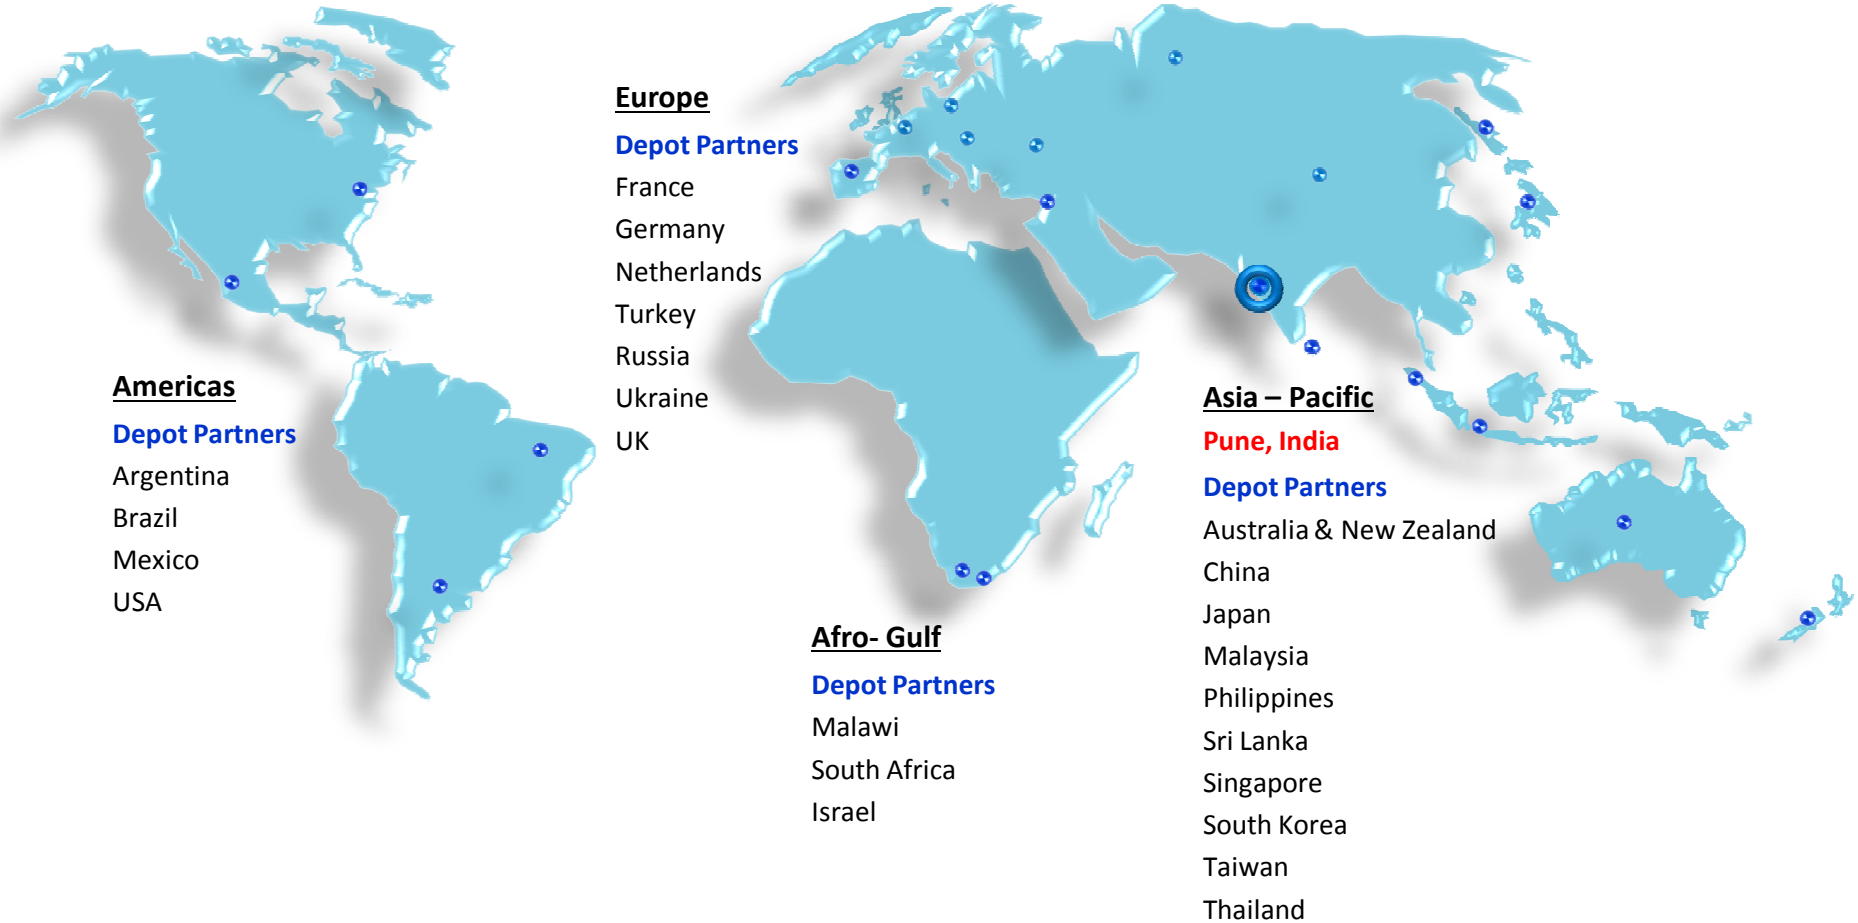 Americas
Depot Partners
Argentina
Brazil
Mexico
USA
Europe
Depot Partners
France
Germany
Netherlands
Turkey
Russia
Ukraine
UK
Afro- Gulf
Depot Partners
Malawi
South Africa
Israel
Asia – Pacific
Pune, India
Depot Partners
Australia & New Zealand
China
Japan
Malaysia
Philippines
Sri Lanka
Singapore
South Korea
Taiwan
Thailand